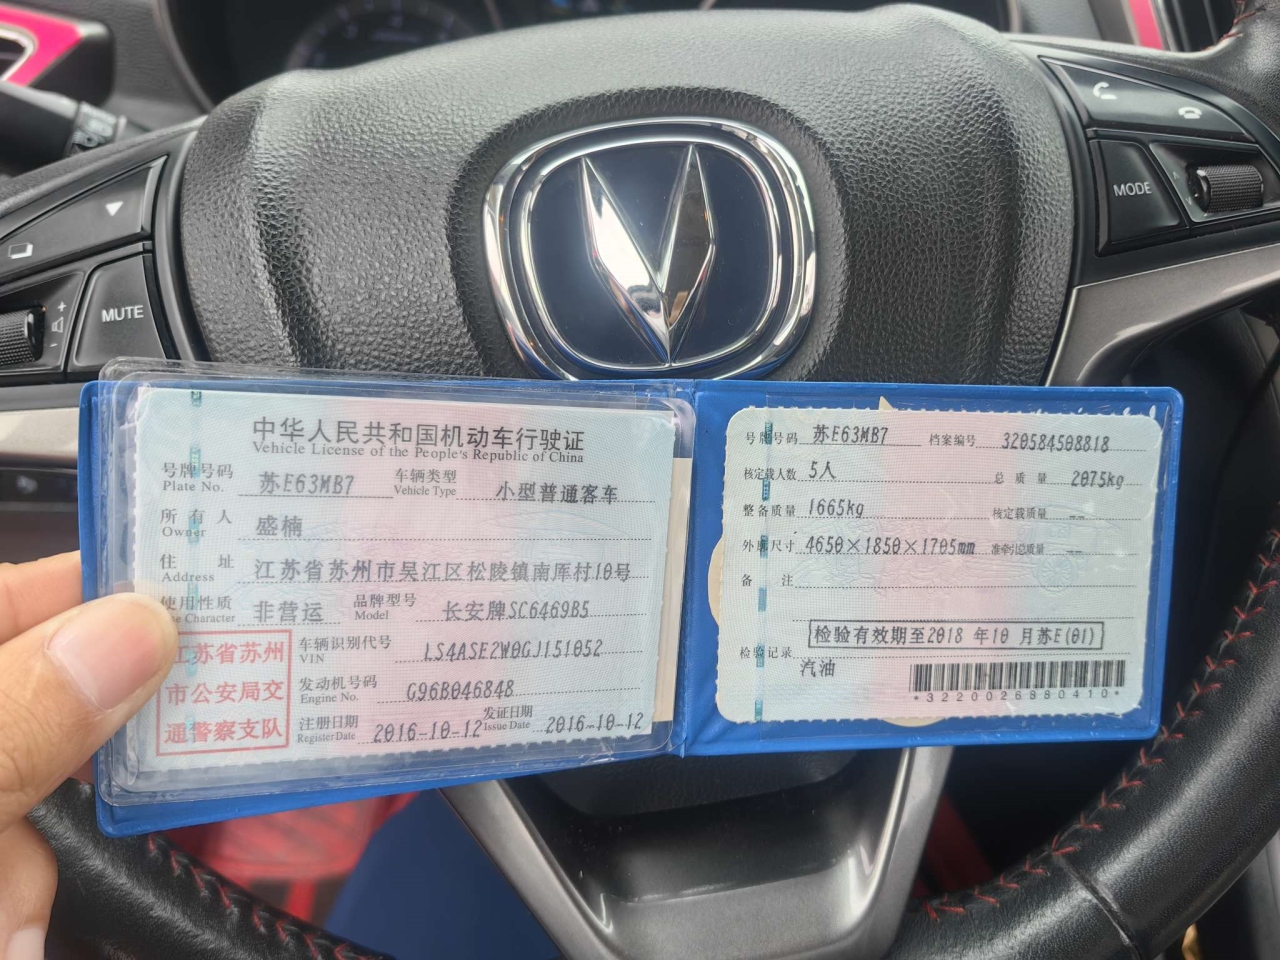 MODE
MUTE
中华人民共和国机动车行驶证
Vehicle License of the People's Republic of China
号牌号码 苏E63MB7 车辆类型 小型普通客车
Plate No. Vehicle Type
所有人 盛楠
Owner
住址 江苏省苏州市吴江区松陵镇南厍村10号
Address
使用性质 非营运 品牌型号 长安牌SC6469B5
Character Model
车辆识别代号 LS4ASE2W0GJ151052
VIN
发动机号码 G96B046848
Engine No.
注册日期 2016-10-12 发证日期 2016-10-12
Register Date Issue Date
江苏省苏州
市公安局交
通警察支队
号牌号码 苏E63MB7 档案编号 320584508818
核定载人数 5人 总质量 2075kg
整备质量 1665kg 核定载质量 --
外廓尺寸 4650×1850×1705mm 准牵引总质量 --
备注
检验有效期至2018 年10 月苏E(01)
检验记录
汽油
*3220026980410*